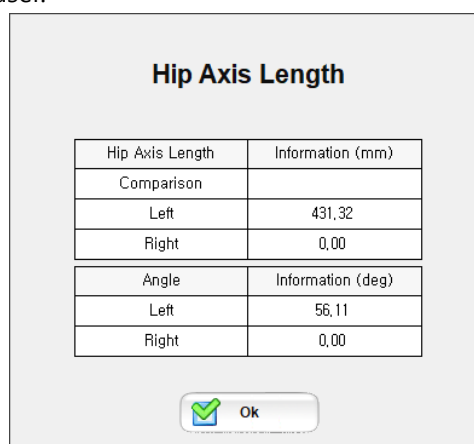 Hip Axis Length
Hip Axis Length Information (mm)
Comparison
Left 431,32
Right 0,00
Angle Information (deg)
Left 56,11
Right 0,00
Ok